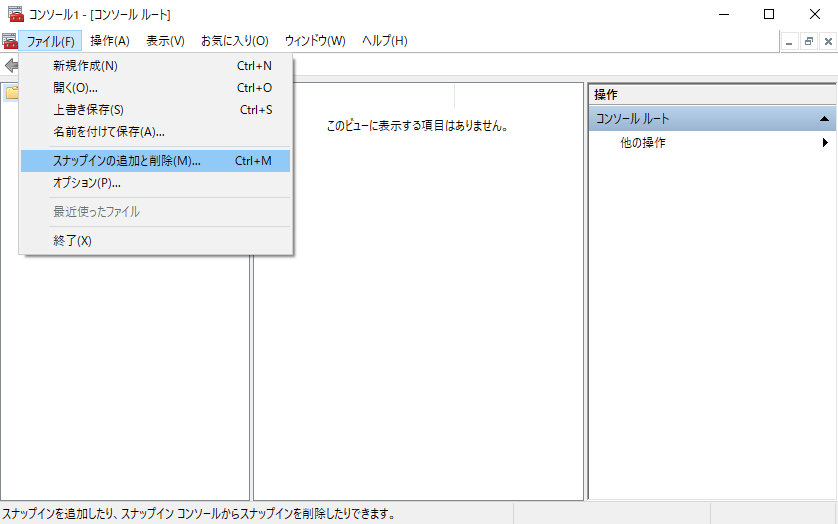 コンソール1 - [コンソール ルート]
ファイル(F) 操作(A) 表示(V) お気に入り(O) ウィンドウ(W) ヘルプ(H)
新規作成(N) Ctrl+N
開く(O)... Ctrl+O
上書き保存(S) Ctrl+S
名前を付けて保存(A)...
スナップインの追加と削除(M)... Ctrl+M
オプション(P)...
最近使ったファイル
終了(X)
このビューに表示する項目はありません。
操作
コンソール ルート
他の操作
スナップインを追加したり、スナップイン コンソールからスナップインを削除したりできます。